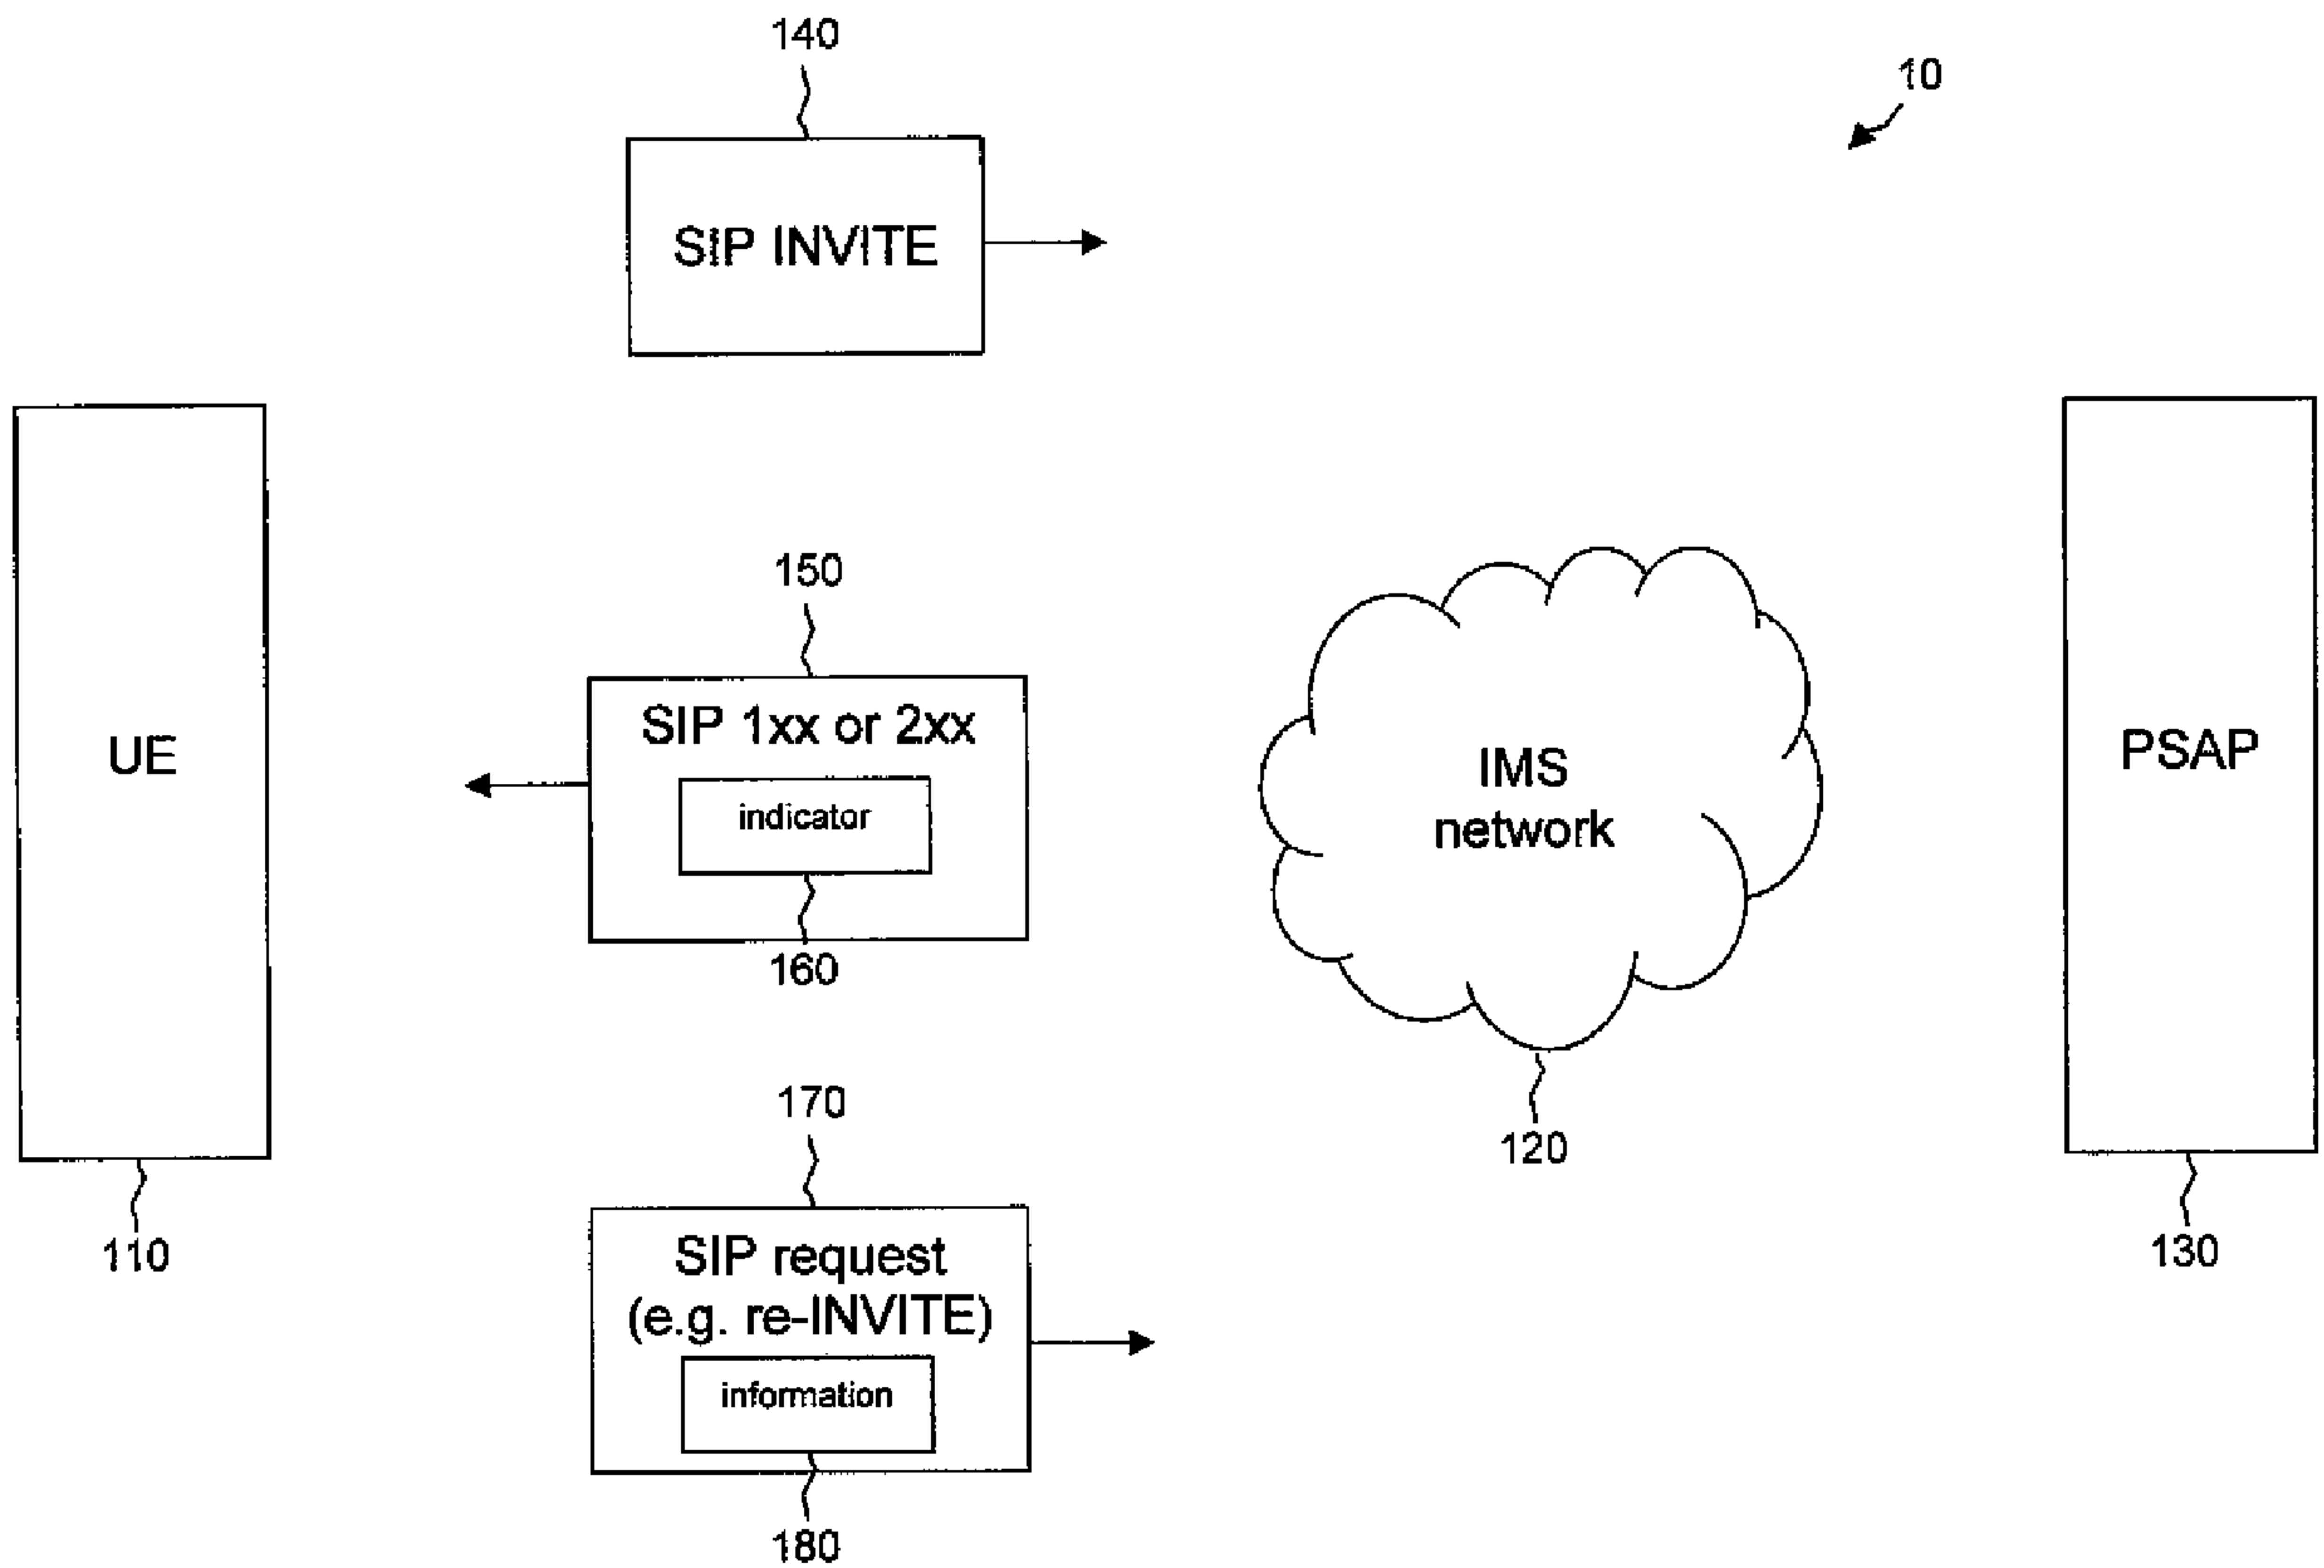 140
10
SIP INVITE
150
UE
SIP 1xx or 2xx
indicator
160
IMS
network
PSAP
170
120
110
SIP request
(e.g. re-INVITE)
information
180
130